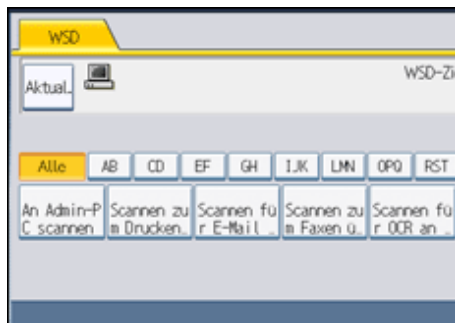 WSD
Aktual.
WSD-Zi
Alle AB CD EF GH IJK LMN OPQ RST
An Admin-P
C scannen
Scannen zu
m Drucken...
Scannen fü
r E-Mail ...
Scannen zu
m Faxen ü...
Scannen fü
r OCR an ...